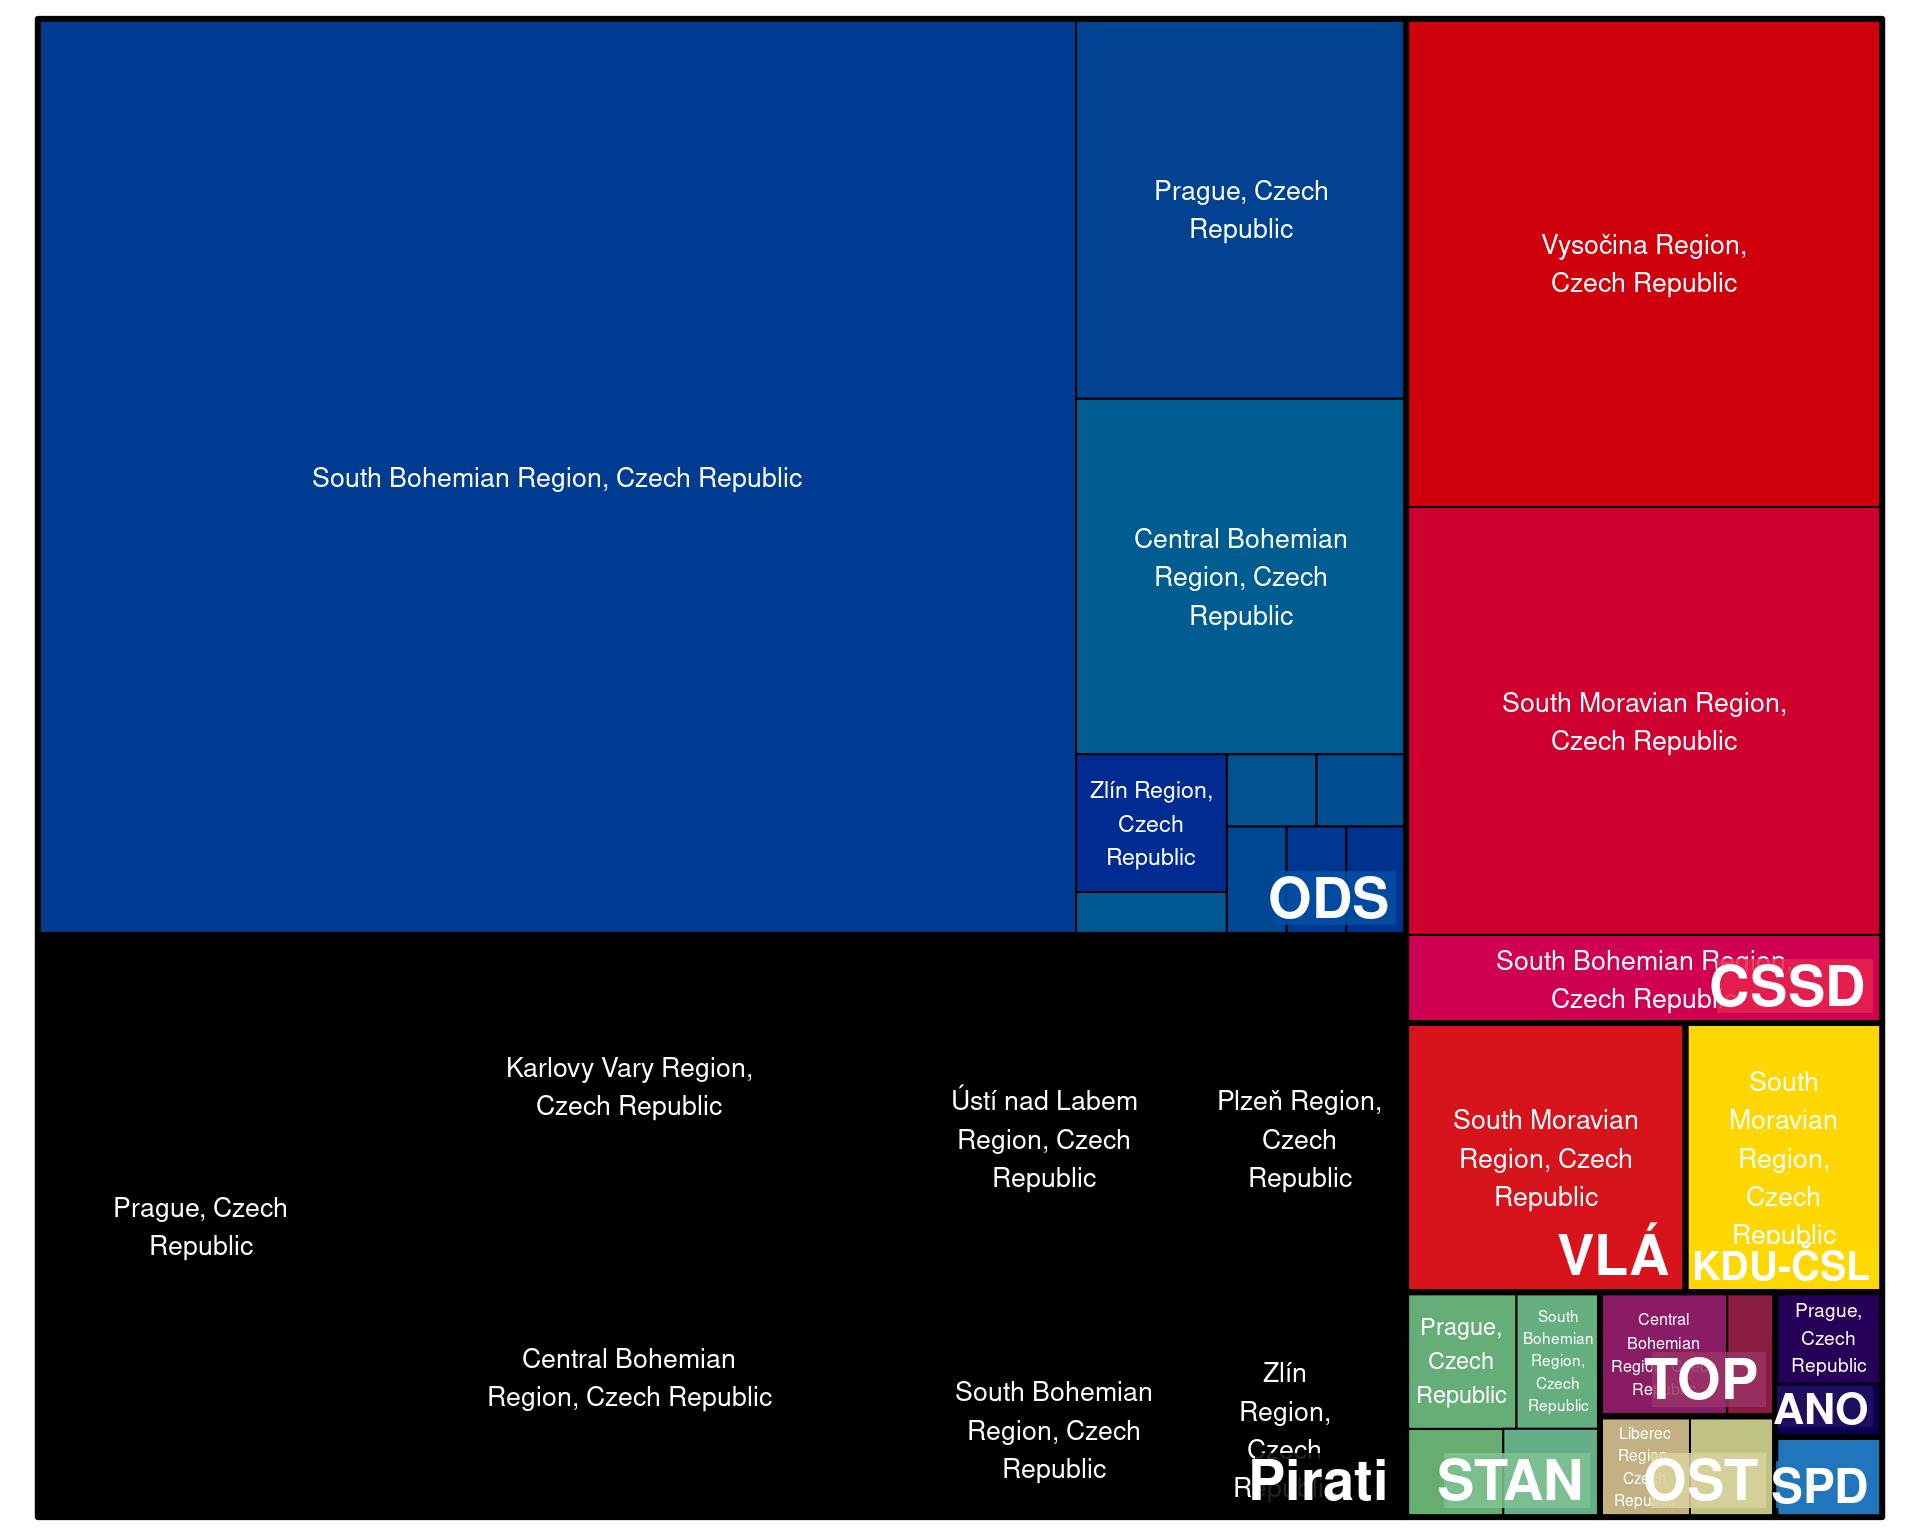 South Bohemian Region, Czech Republic
Prague, Czech
Republic
Central Bohemian
Region, Czech
Republic
Zlín Region,
Czech
Republic
ODS
Vysočina Region,
Czech Republic
South Moravian Region,
Czech Republic
South Bohemian Region,
Czech Republic
CSSD
Prague, Czech
Republic
Karlovy Vary Region,
Czech Republic
Central Bohemian
Region, Czech Republic
Ústí nad Labem
Region, Czech
Republic
Plzeň Region,
Czech
Republic
South Bohemian
Region, Czech
Republic
Zlín
Region,
Czech
Republic
Pirati
South Moravian
Region, Czech
Republic
VLÁ
South
Moravian
Region,
Czech
Republic
KDU-ČSL
Prague,
Czech
Republic
South
Bohemian
Region,
Czech
Republic
STAN
Central
Bohemian
Region, Czech
Republic
TOP
Prague,
Czech
Republic
ANO
Liberec
Region,
Czech
Republic
OST
SPD